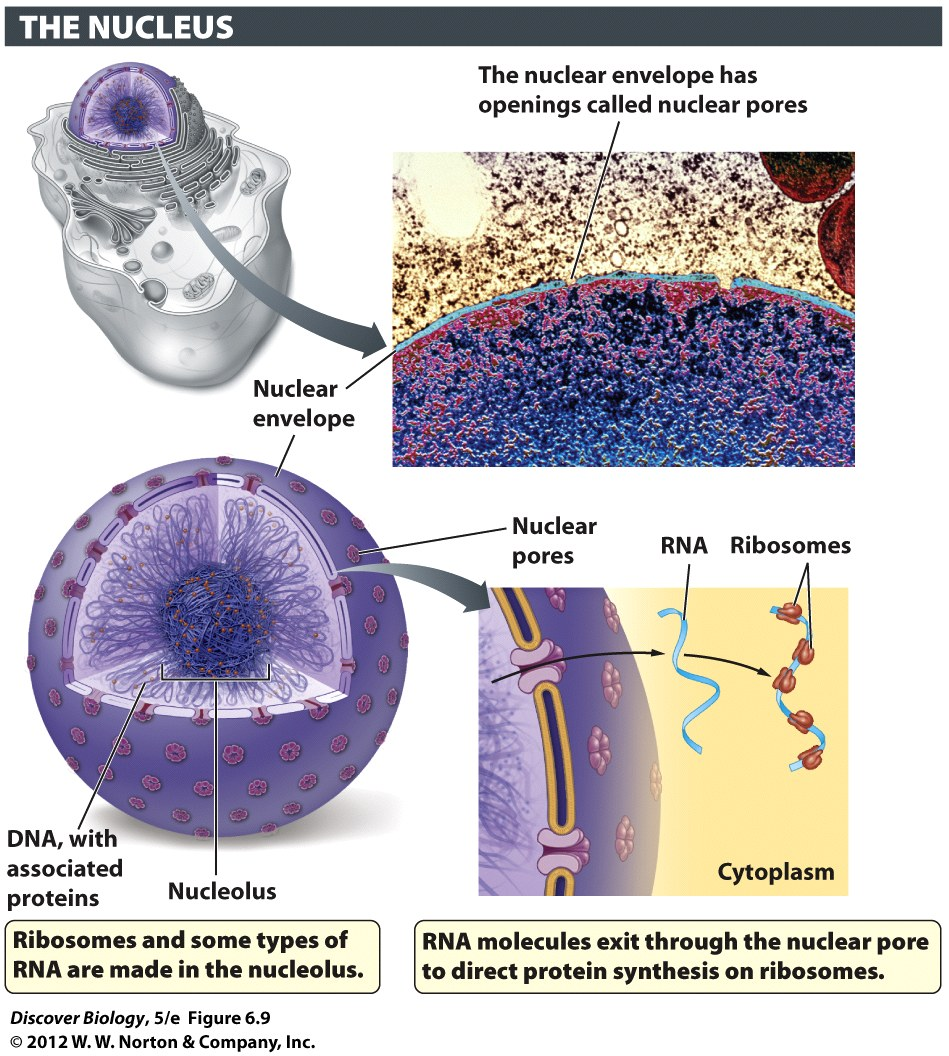 THE NUCLEUS
The nuclear envelope has
openings called nuclear pores
Nuclear
envelope
Nuclear
pores
RNA
Ribosomes
Cytoplasm
DNA, with
associated
proteins
Nucleolus
Ribosomes and some types of
RNA are made in the nucleolus.
RNA molecules exit through the nuclear pore
to direct protein synthesis on ribosomes.
Discover Biology, 5/e Figure 6.9
© 2012 W. W. Norton & Company, Inc.